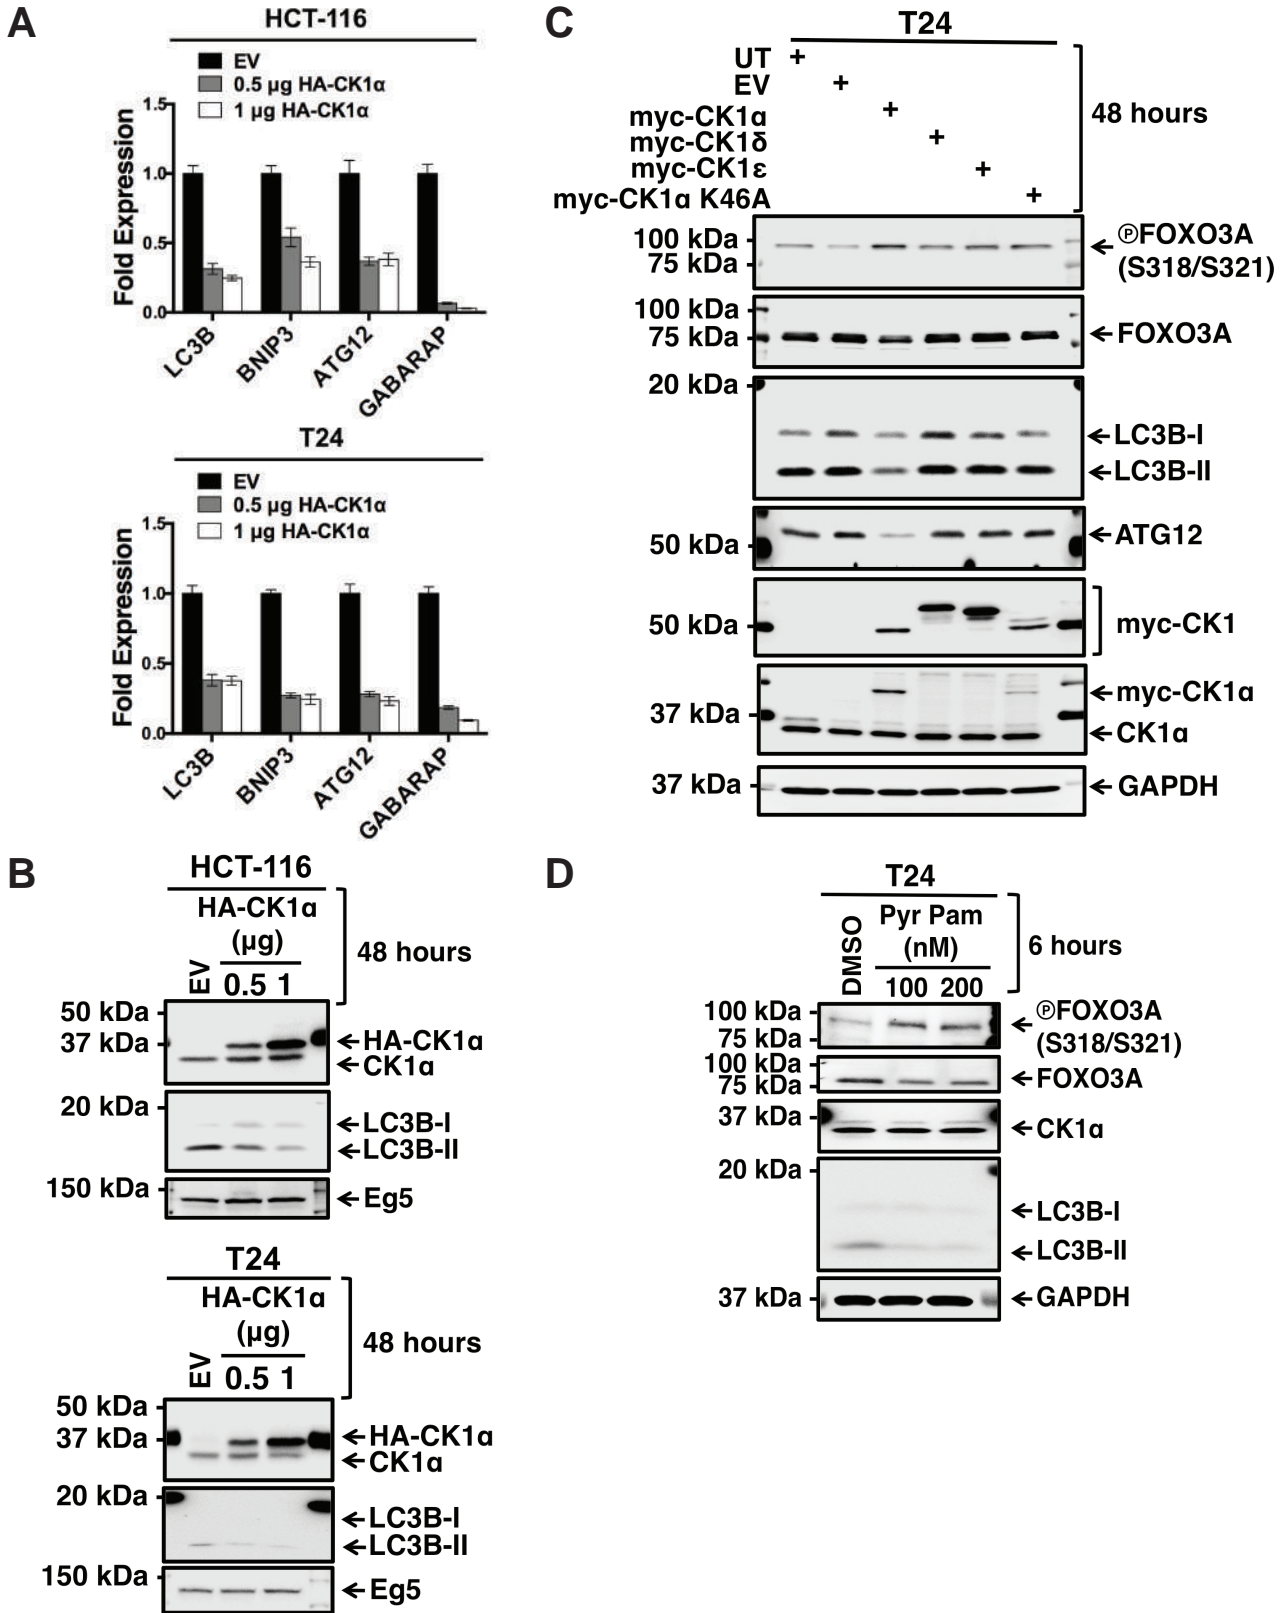 A
HCT-116
EV
0.5 µg HA-CK1α
1 µg HA-CK1α
Fold Expression
1.5
1.0
0.5
0.0
LC3B
BNIP3
ATG12
GABARAP
T24
EV
0.5 µg HA-CK1α
1 µg HA-CK1α
Fold Expression
1.5
1.0
0.5
0.0
LC3B
BNIP3
ATG12
GABARAP
B
HCT-116
HA-CK1α
(µg)
48 hours
EV
0.5 1
50 kDa
37 kDa
HA-CK1α
CK1α
20 kDa
LC3B-I
LC3B-II
150 kDa
Eg5
T24
HA-CK1α
(µg)
48 hours
EV
0.5 1
50 kDa
37 kDa
HA-CK1α
CK1α
20 kDa
LC3B-I
LC3B-II
150 kDa
Eg5
C
T24
UT +
EV +
myc-CK1α +
myc-CK1δ +
myc-CK1ε +
myc-CK1α K46A +
48 hours
100 kDa
75 kDa
ⓅFOXO3A
(S318/S321)
100 kDa
75 kDa
FOXO3A
20 kDa
LC3B-I
LC3B-II
50 kDa
ATG12
50 kDa
myc-CK1
37 kDa
myc-CK1α
CK1α
37 kDa
GAPDH
D
T24
DMSO
Pyr Pam
(nM)
100 200
6 hours
100 kDa
75 kDa
ⓅFOXO3A
(S318/S321)
100 kDa
75 kDa
FOXO3A
37 kDa
CK1α
20 kDa
LC3B-I
LC3B-II
37 kDa
GAPDH